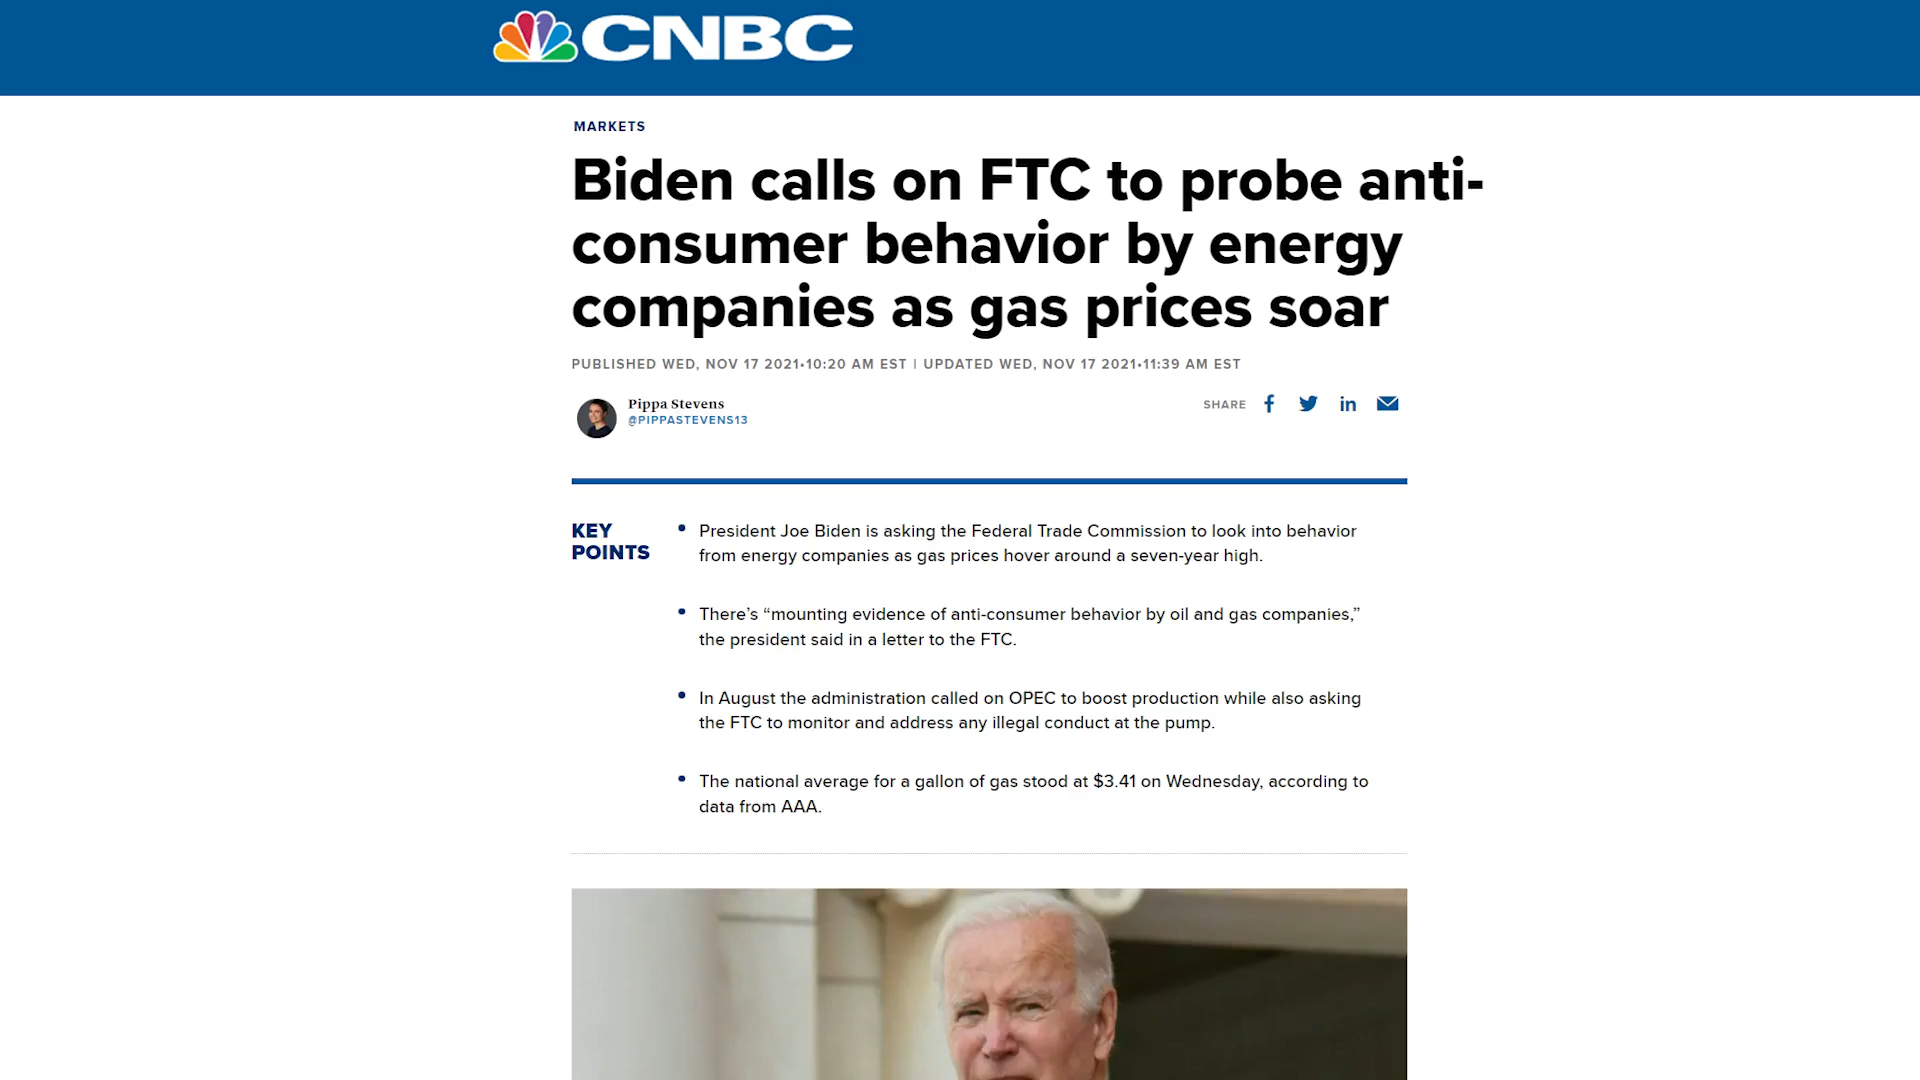 CNBC
MARKETS
Biden calls on FTC to probe anti-
consumer behavior by energy
companies as gas prices soar
PUBLISHED WED, NOV 17 2021•10:20 AM EST | UPDATED WED, NOV 17 2021•11:39 AM EST
Pippa Stevens
@PIPPASTEVENS13
SHARE
KEY
POINTS
• President Joe Biden is asking the Federal Trade Commission to look into behavior
from energy companies as gas prices hover around a seven-year high.
• There’s “mounting evidence of anti-consumer behavior by oil and gas companies,”
the president said in a letter to the FTC.
• In August the administration called on OPEC to boost production while also asking
the FTC to monitor and address any illegal conduct at the pump.
• The national average for a gallon of gas stood at $3.41 on Wednesday, according to
data from AAA.